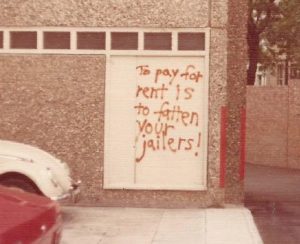 To pay for
rent is
to fatten
your
jailers!